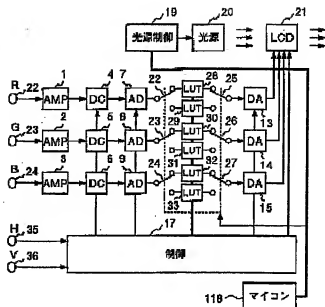 19 20 21
光源制御 光源 LCD
R 22 1 4 7 22 28 25
AMP DC AD LUT DA 13
G 23 2 5 8 23 29 30 26
AMP DC AD LUT LUT DA 14
B 24 3 6 9 24 31 32 27
AMP DC AD LUT LUT DA 15
33 LUT
H 35 17
V 36 制御
118 マイコン